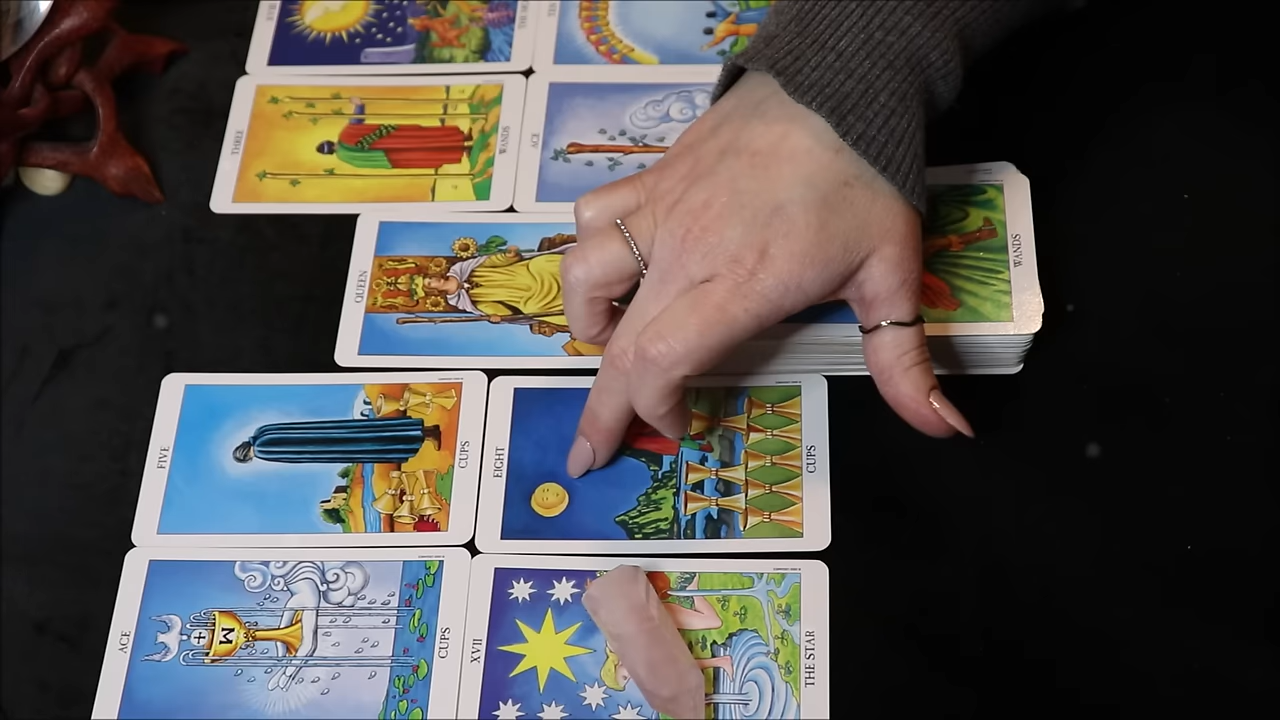 THREE
WANDS
ACE
QUEEN
WANDS
FIVE
CUPS
EIGHT
CUPS
ACE
M
CUPS
XVII
THE STAR